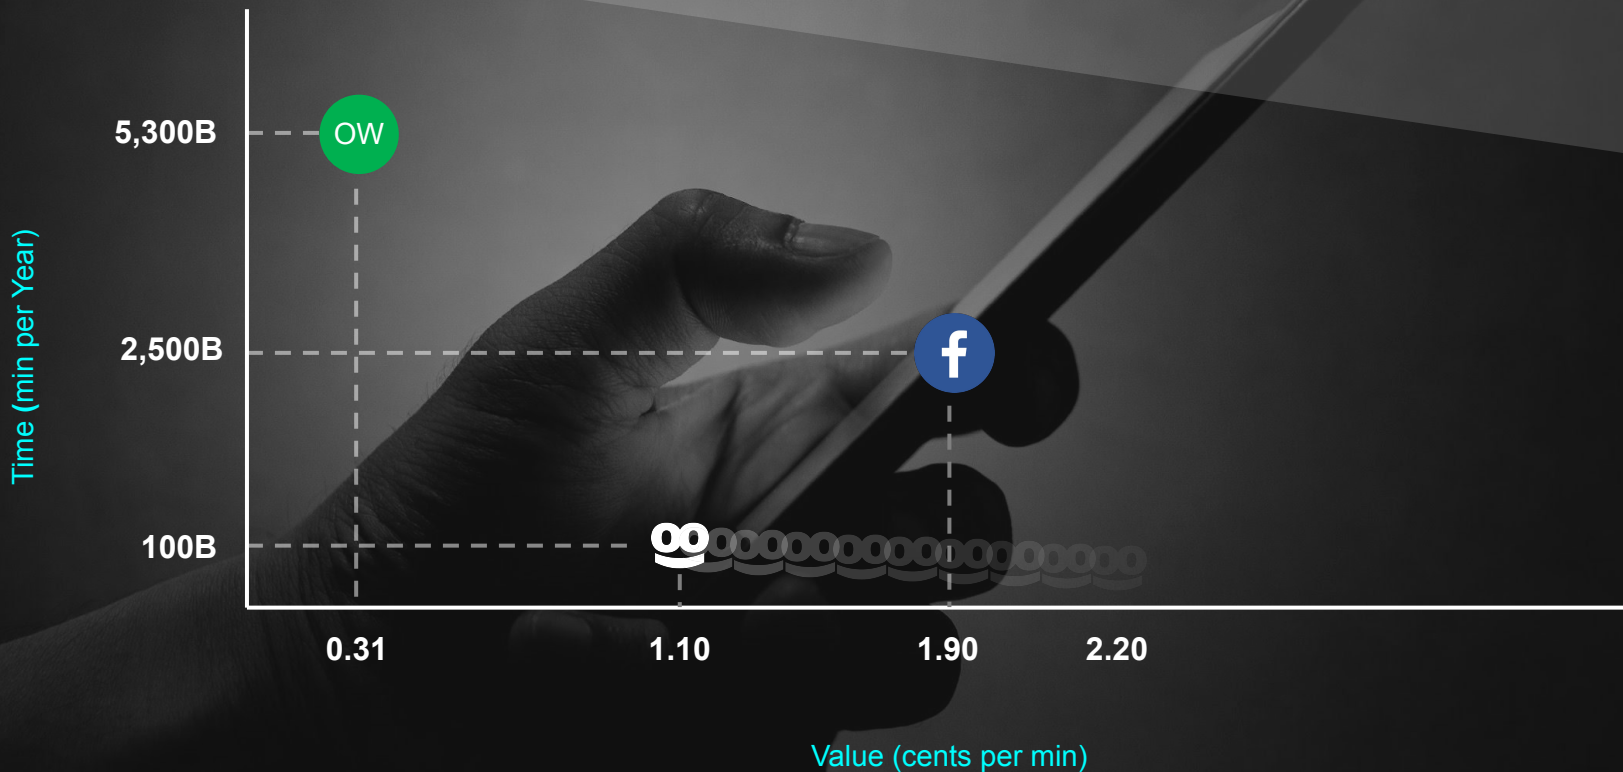 5,300B
OW
2,500B
f
100B
Time (min per Year)
0.31
1.10
1.90
2.20
Value (cents per min)